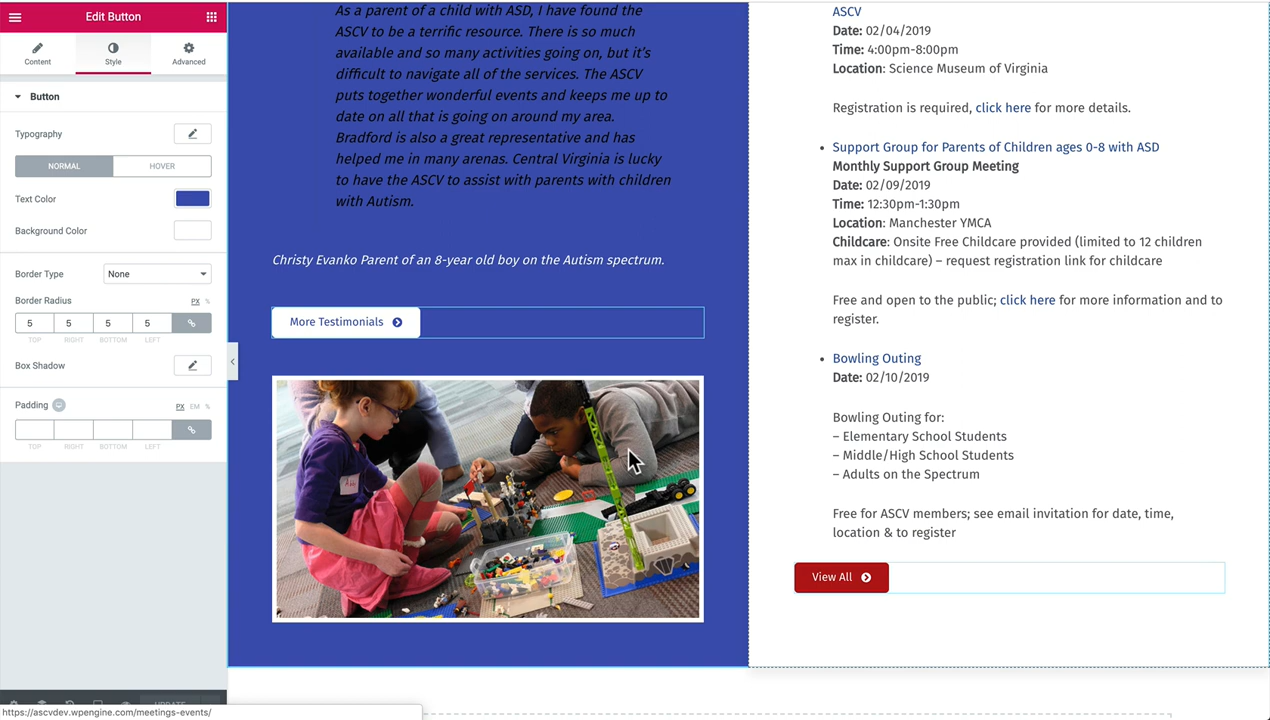 Edit Button
Content
Style
Advanced
Button
Typography
NORMAL
HOVER
Text Color
Background Color
Border Type
None
Border Radius
PX %
5 5 5 5
TOP RIGHT BOTTOM LEFT
Box Shadow
Padding
PX EM %
TOP RIGHT BOTTOM LEFT
UPDATE
https://ascvdev.wpengine.com/meetings-events/
As a parent of a child with ASD, I have found the
ASCV to be a terrific resource. There is so much
available and so many activities going on, but it's
difficult to navigate all of the services. The ASCV
puts together wonderful events and keeps me up to
date on all that is going on around my area.
Bradford is also a great representative and has
helped me in many arenas. Central Virginia is lucky
to have the ASCV to assist with parents with children
with Autism.
Christy Evanko Parent of an 8-year old boy on the Autism spectrum.
More Testimonials
ASCV
Date: 02/04/2019
Time: 4:00pm-8:00pm
Location: Science Museum of Virginia
Registration is required, click here for more details.
• Support Group for Parents of Children ages 0-8 with ASD
Monthly Support Group Meeting
Date: 02/09/2019
Time: 12:30pm-1:30pm
Location: Manchester YMCA
Childcare: Onsite Free Childcare provided (limited to 12 children
max in childcare) – request registration link for childcare
Free and open to the public; click here for more information and to
register.
• Bowling Outing
Date: 02/10/2019
Bowling Outing for:
– Elementary School Students
– Middle/High School Students
– Adults on the Spectrum
Free for ASCV members; see email invitation for date, time,
location & to register
View All